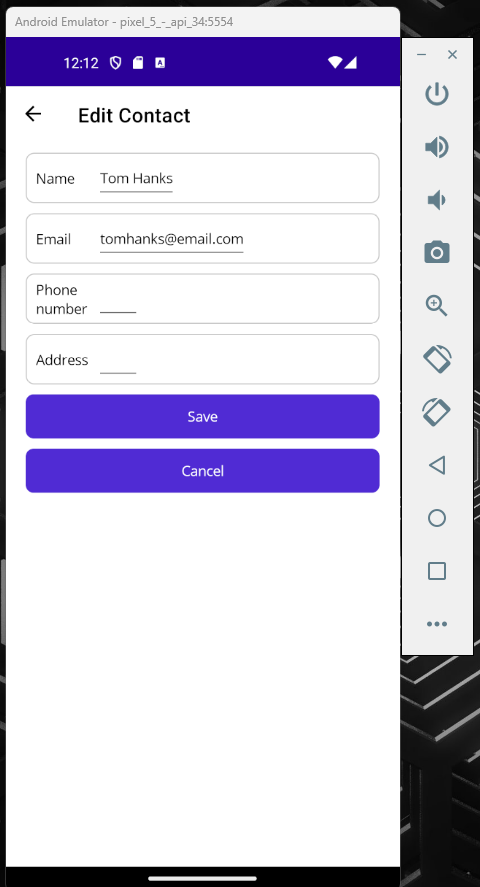 Android Emulator - pixel_5_-_api_34:5554
12:12
A
Edit Contact
Name Tom Hanks
Email tomhanks@email.com
Phone
number
Address
Save
Cancel